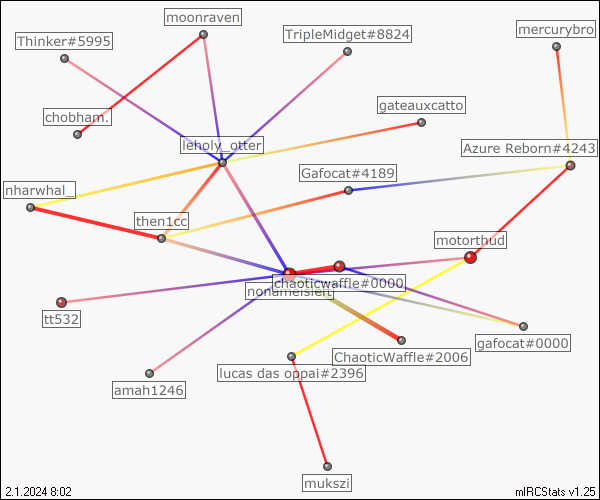 moonraven
mercurybro
TripleMidget#8824
Thinker#5995
gateauxcatto
chobham.
leholy_otter
Azure Reborn#4243
Gafocat#4189
nharwhal_
then1cc
motorthud
chaoticwaffle#0000
tt532
gafocat#0000
ChaoticWaffle#2006
lucas das oppai#2396
amah1246
mukszi
2.1.2024 8:02
mIRCStats v1.25